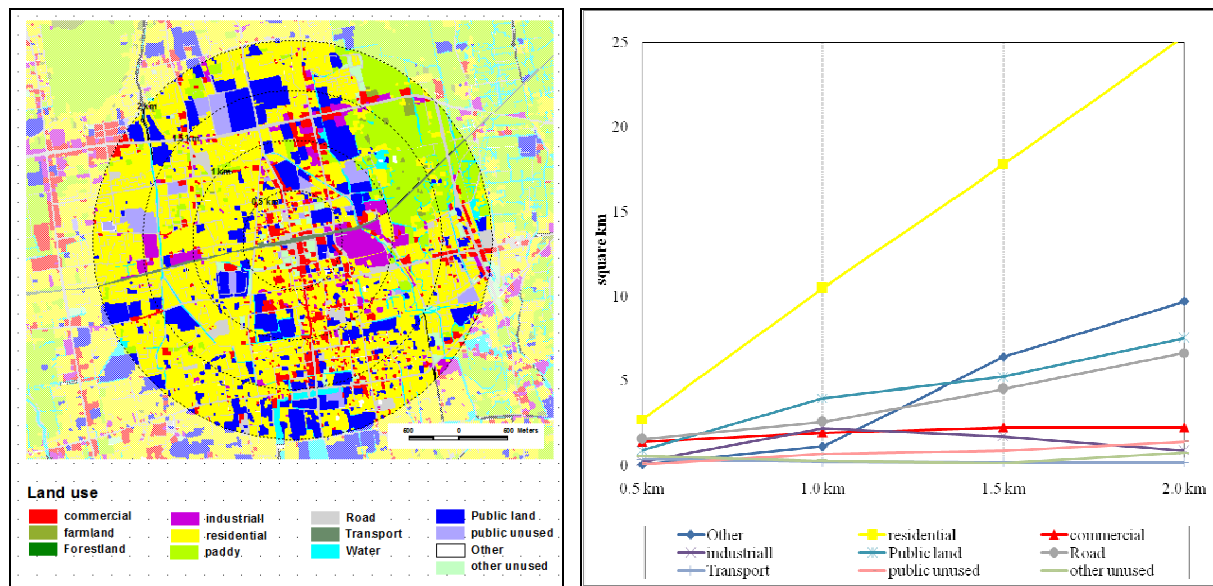 2 km
1.5 km
1 km
0.5 km
600 0 600 Meters
Land use
commercial
farmland
Forestland
industriall
residential
paddy
Road
Transport
Water
Public land
public unused
Other
other unused
square km
25
20
15
10
5
0
0.5 km 1.0 km 1.5 km 2.0 km
Other residential commercial
industriall Public land Road
Transport public unused other unused